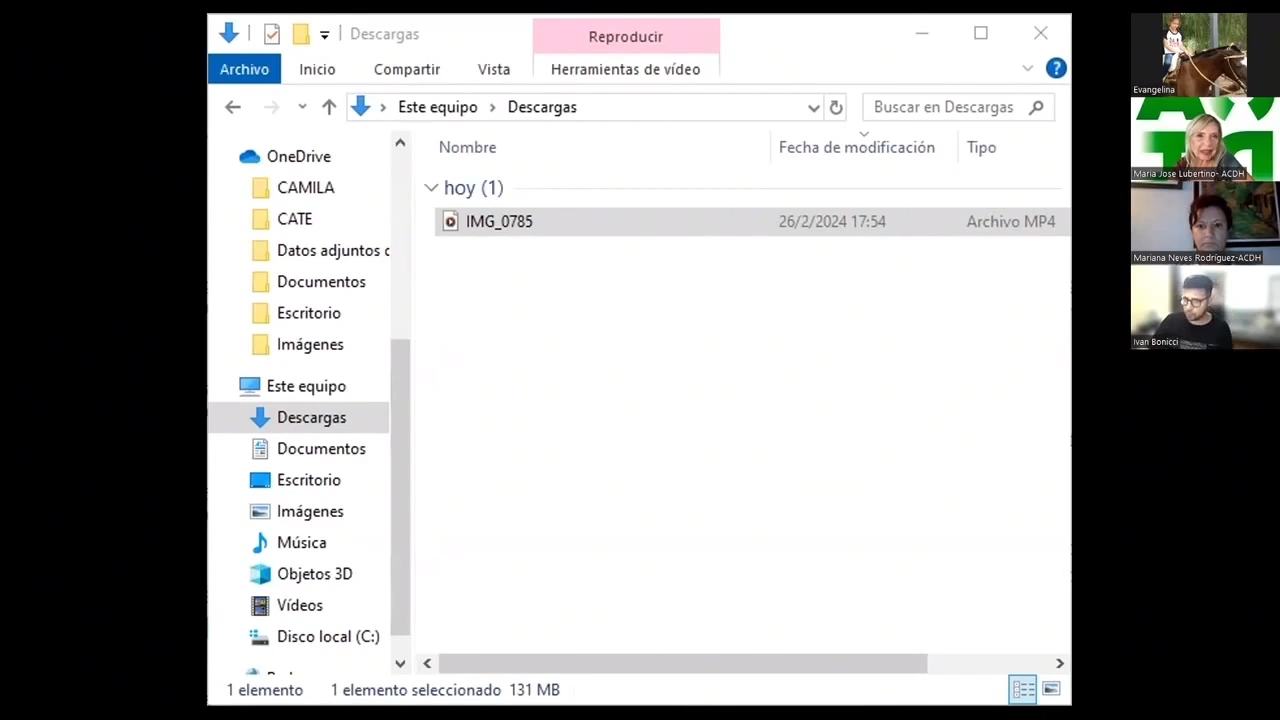 Descargas
Reproducir
Archivo
Inicio
Compartir
Vista
Herramientas de vídeo
Este equipo
Descargas
Buscar en Descargas
OneDrive
CAMILA
CATE
Datos adjuntos
Documentos
Escritorio
Imágenes
Este equipo
Descargas
Documentos
Escritorio
Imágenes
Música
Objetos 3D
Vídeos
Disco local (C:)
Nombre
Fecha de modificación
Tipo
hoy (1)
IMG_0785
26/2/2024 17:54
Archivo MP4
1 elemento
1 elemento seleccionado 131 MB
Evangelina
Maria Jose Lubertino- ACDH
Mariana Neves Rodríguez-ACDH
Ivan Bonicci